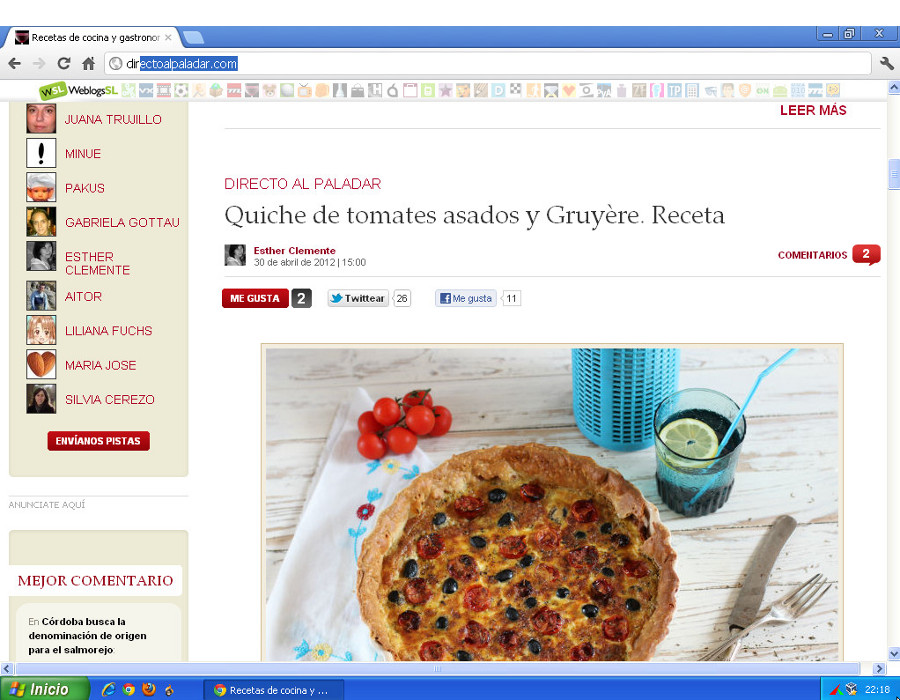 Recetas de cocina y gastronor
directoalpaladar.com
WSL WeblogsSL
JUANA TRUJILLO
MINUE
PAKUS
GABRIELA GOTTAU
ESTHER
CLEMENTE
AITOR
LILIANA FUCHS
MARIA JOSE
SILVIA CEREZO
ENVÍANOS PISTAS
ANUNCIATE AQUÍ
MEJOR COMENTARIO
En Córdoba busca la
denominación de origen
para el salmorejo:
LEER MÁS
DIRECTO AL PALADAR
Quiche de tomates asados y Gruyère. Receta
Esther Clemente
30 de abril de 2012 | 15:00
COMENTARIOS 2
ME GUSTA 2 Twittear 26 Me gusta 11
Inicio
Recetas de cocina y ...
22:18